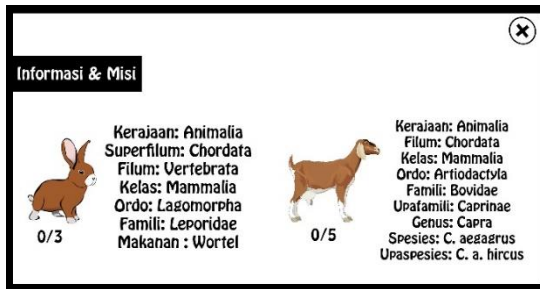 Informasi & Misi
Kerajaan: Animalia
Superfilum: Chordata
Filum: Vertebrata
Kelas: Mammalia
Ordo: Lagomorpha
Famili: Leporidae
Makanan : Wortel
0/3
Kerajaan: Animalia
Filum: Chordata
Kelas: Mammalia
Ordo: Artiodactyla
Famili: Bovidae
Upafamili: Caprinae
Genus: Capra
Spesies: C. aegagrus
Upaspesies: C. a. hircus
0/5